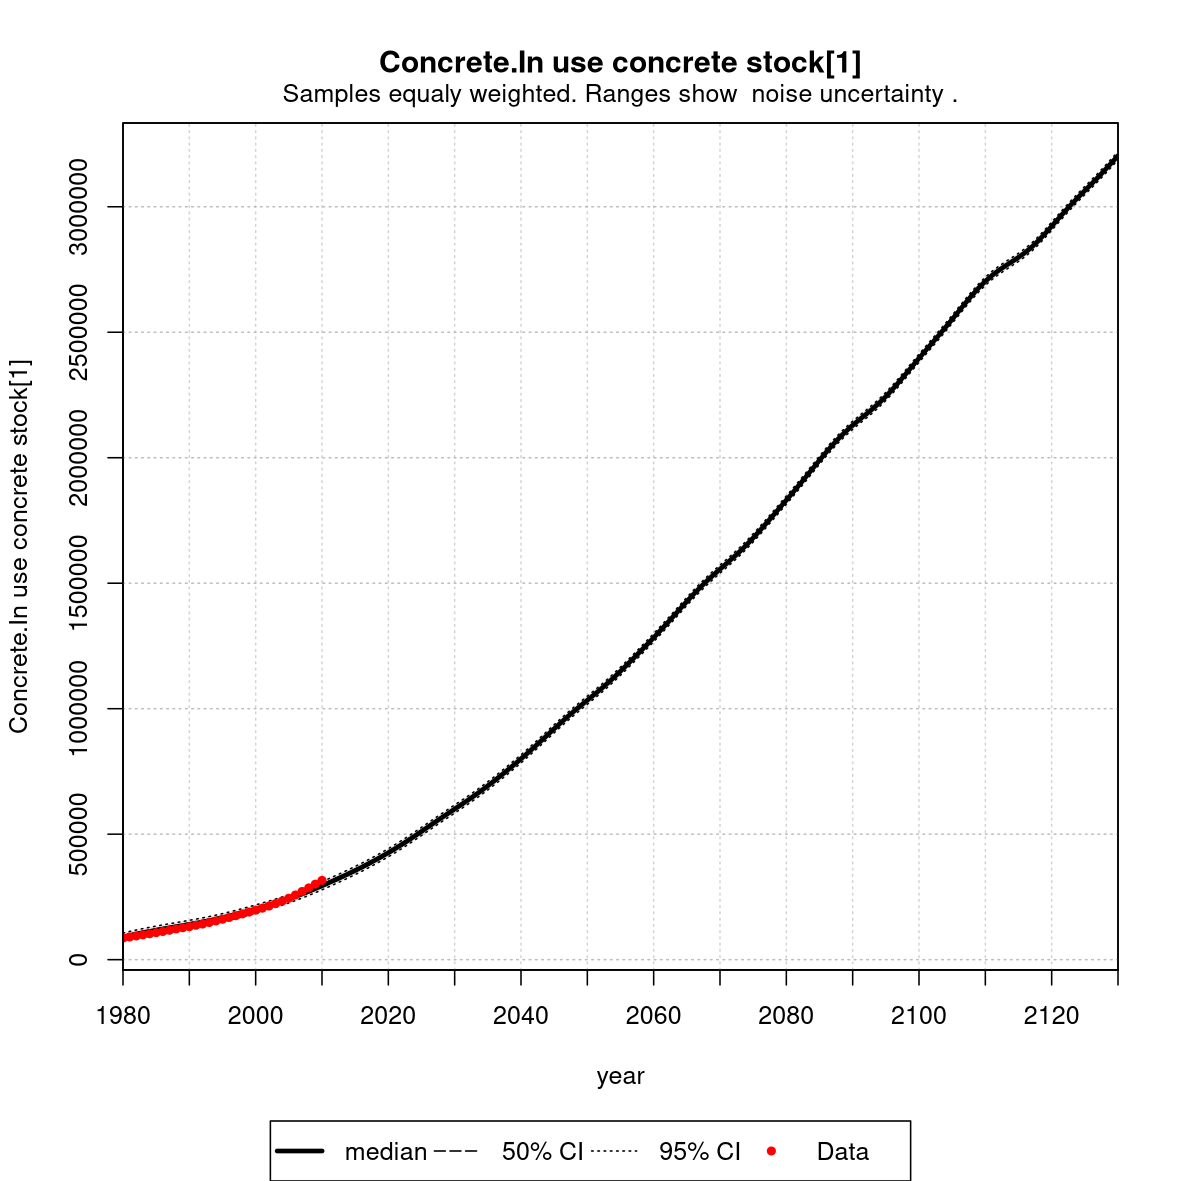 Concrete.In use concrete stock[1]
Samples equaly weighted. Ranges show  noise uncertainty .
Concrete.In use concrete stock[1]
3000000
2500000
2000000
1500000
1000000
500000
0
1980 2000 2020 2040 2060 2080 2100 2120
year
median 50% CI 95% CI Data